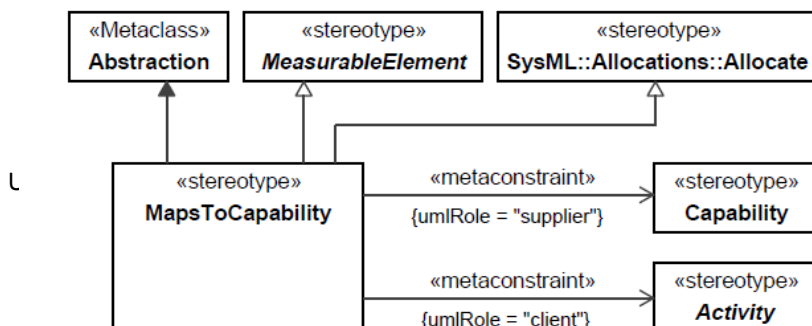 «Metaclass»
Abstraction
«stereotype»
MeasurableElement
«stereotype»
SysML::Allocations::Allocate
«stereotype»
MapsToCapability
«metaconstraint»
{umlRole = "supplier"}
«stereotype»
Capability
«metaconstraint»
{umlRole = "client"}
«stereotype»
Activity